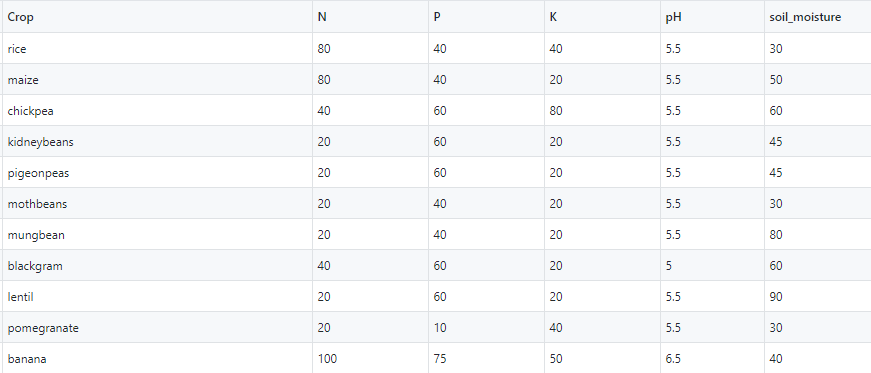 Crop N P K pH soil_moisture
rice 80 40 40 5.5 30
maize 80 40 20 5.5 50
chickpea 40 60 80 5.5 60
kidneybeans 20 60 20 5.5 45
pigeonpeas 20 60 20 5.5 45
mothbeans 20 40 20 5.5 30
mungbean 20 40 20 5.5 80
blackgram 40 60 20 5 60
lentil 20 60 20 5.5 90
pomegranate 20 10 40 5.5 30
banana 100 75 50 6.5 40